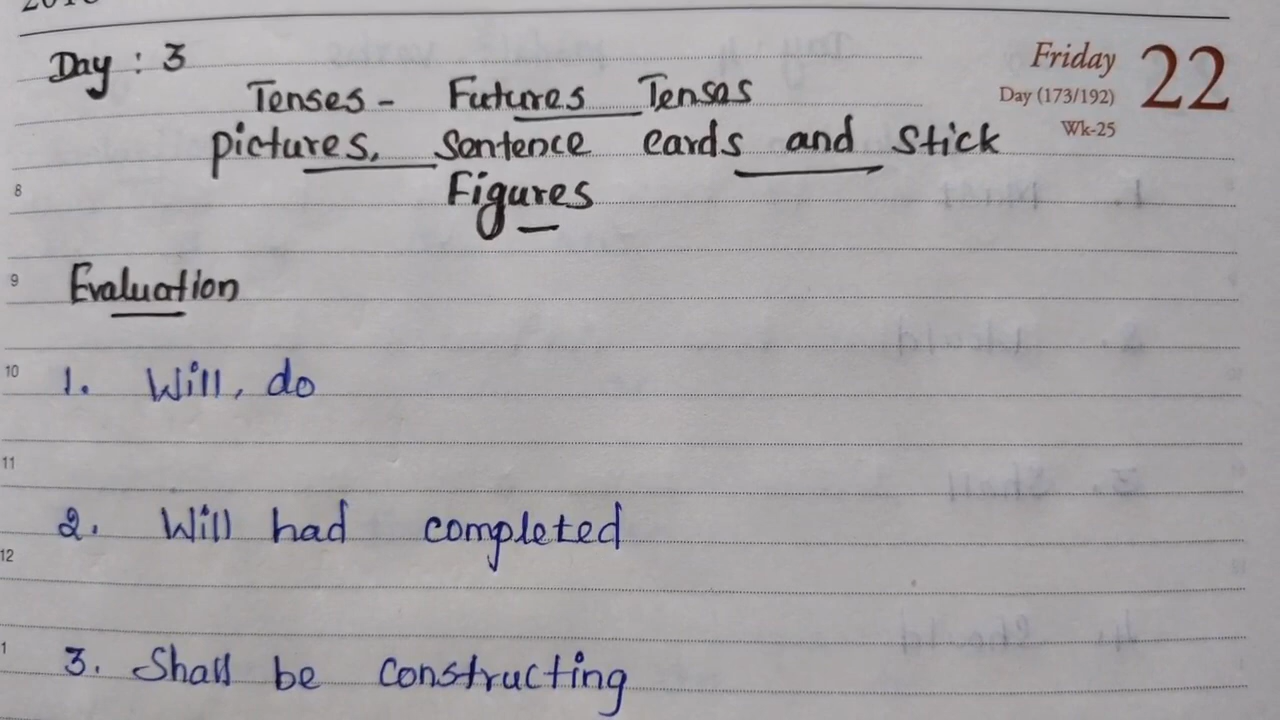 Day : 3
Friday 22
Day (173/192)
Wk-25
Tenses - Futures Tenses
pictures, Sentence cards and Stick
Figures
8
9
Evaluation
10
1. Will, do
11
2. Will had completed
12
1
3. Shall be constructing